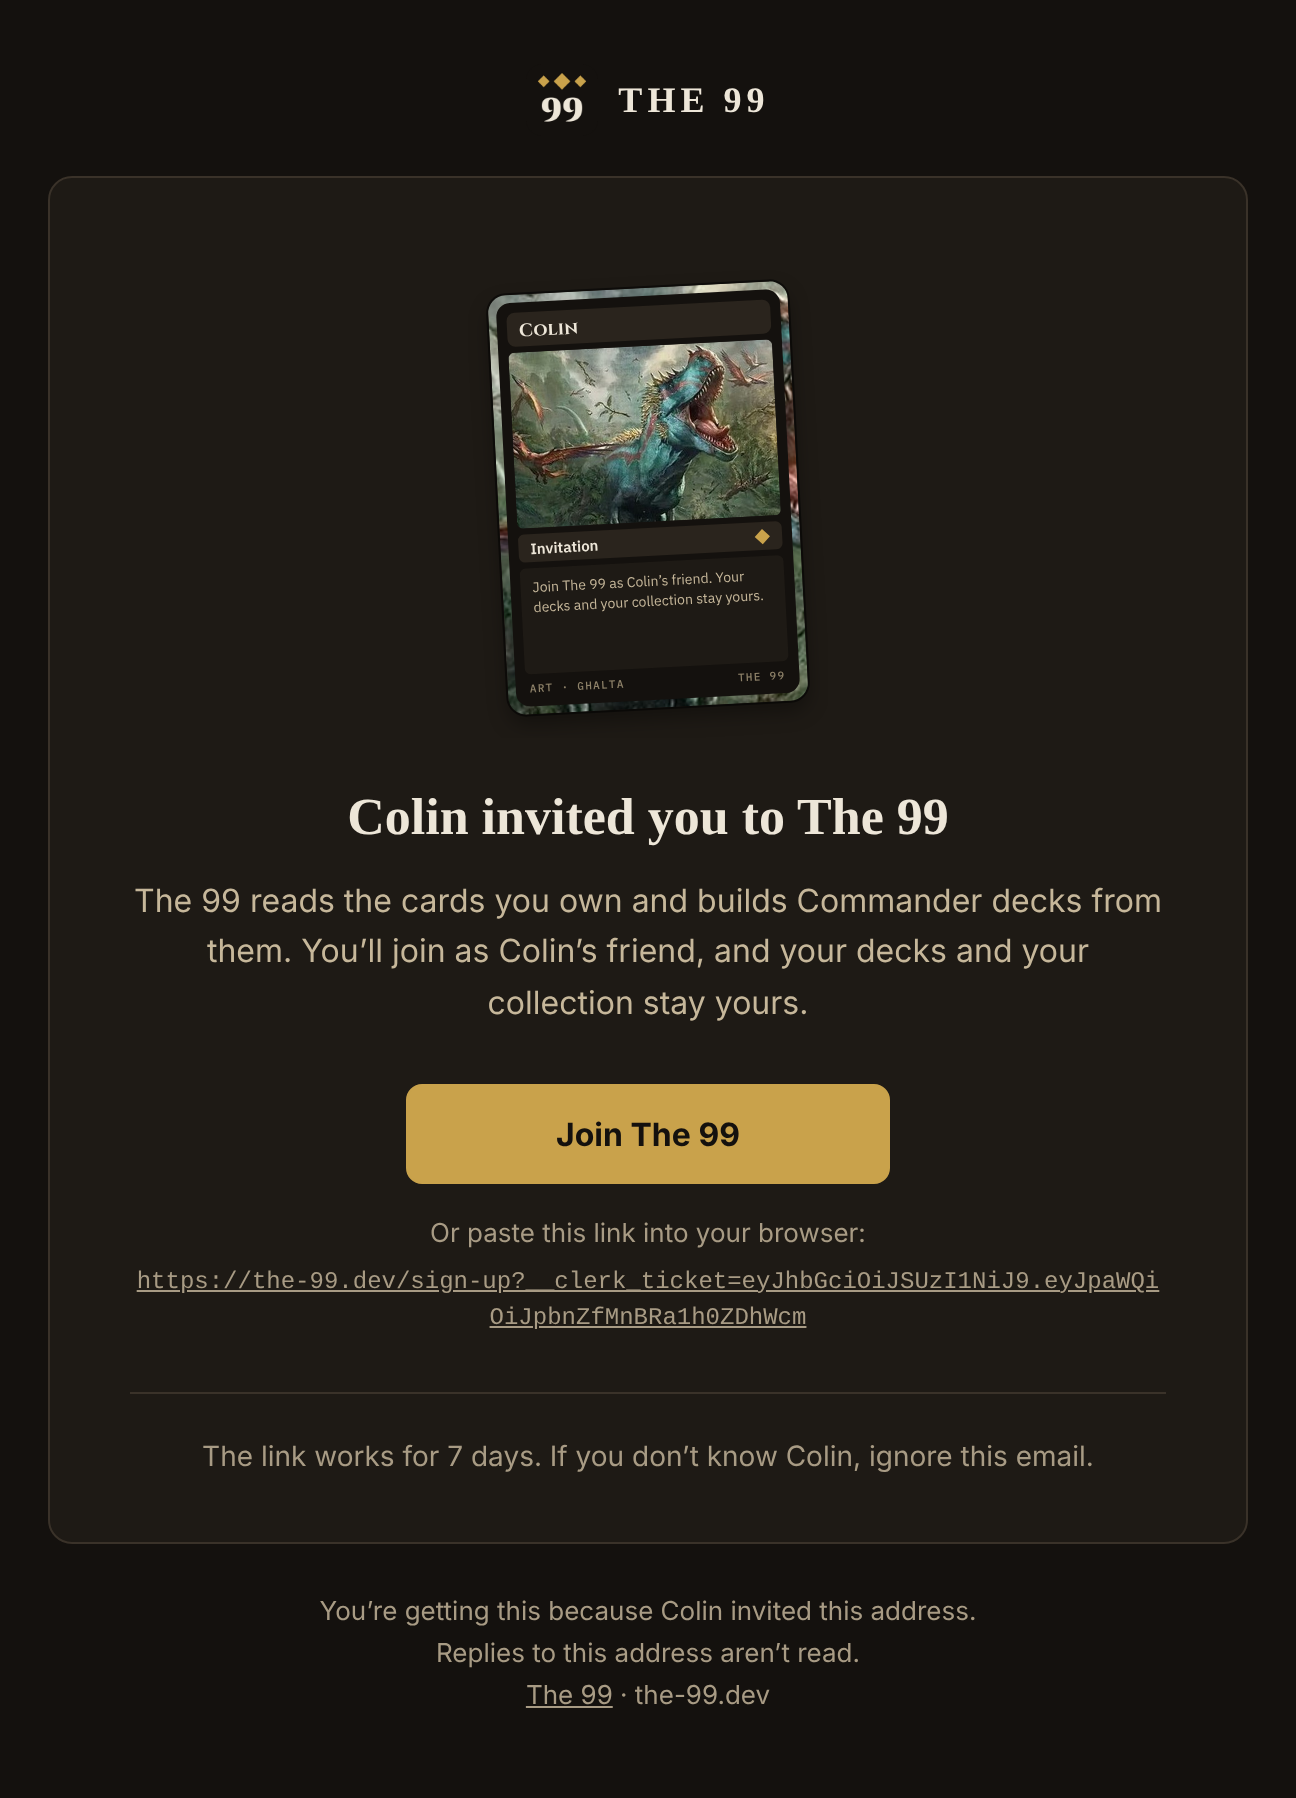 99 THE 99
Colin
Invitation
Join The 99 as Colin’s friend. Your
decks and your collection stay yours.
ART · GHALTA THE 99
Colin invited you to The 99
The 99 reads the cards you own and builds Commander decks from
them. You’ll join as Colin’s friend, and your decks and your
collection stay yours.
Join The 99
Or paste this link into your browser:
https://the-99.dev/sign-up?__clerk_ticket=eyJhbGciOiJSUzI1NiJ9.eyJpaWQi
OiJpbnZfMnBRa1h0ZDhWcm
The link works for 7 days. If you don’t know Colin, ignore this email.
You’re getting this because Colin invited this address.
Replies to this address aren’t read.
The 99 · the-99.dev